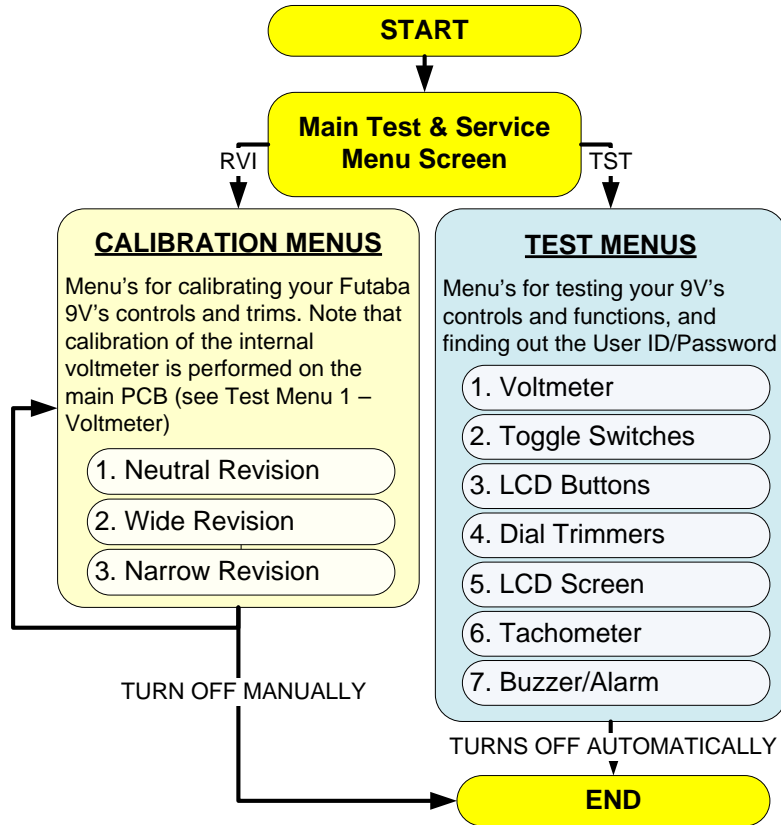 START
Main Test & Service
Menu Screen
RVI
TST
CALIBRATION MENUS
Menu's for calibrating your Futaba
9V's controls and trims. Note that
calibration of the internal
voltmeter is performed on the
main PCB (see Test Menu 1 –
Voltmeter)
1. Neutral Revision
2. Wide Revision
3. Narrow Revision
TURN OFF MANUALLY
TEST MENUS
Menu's for testing your 9V's
controls and functions, and
finding out the User ID/Password
1. Voltmeter
2. Toggle Switches
3. LCD Buttons
4. Dial Trimmers
5. LCD Screen
6. Tachometer
7. Buzzer/Alarm
TURNS OFF AUTOMATICALLY
END